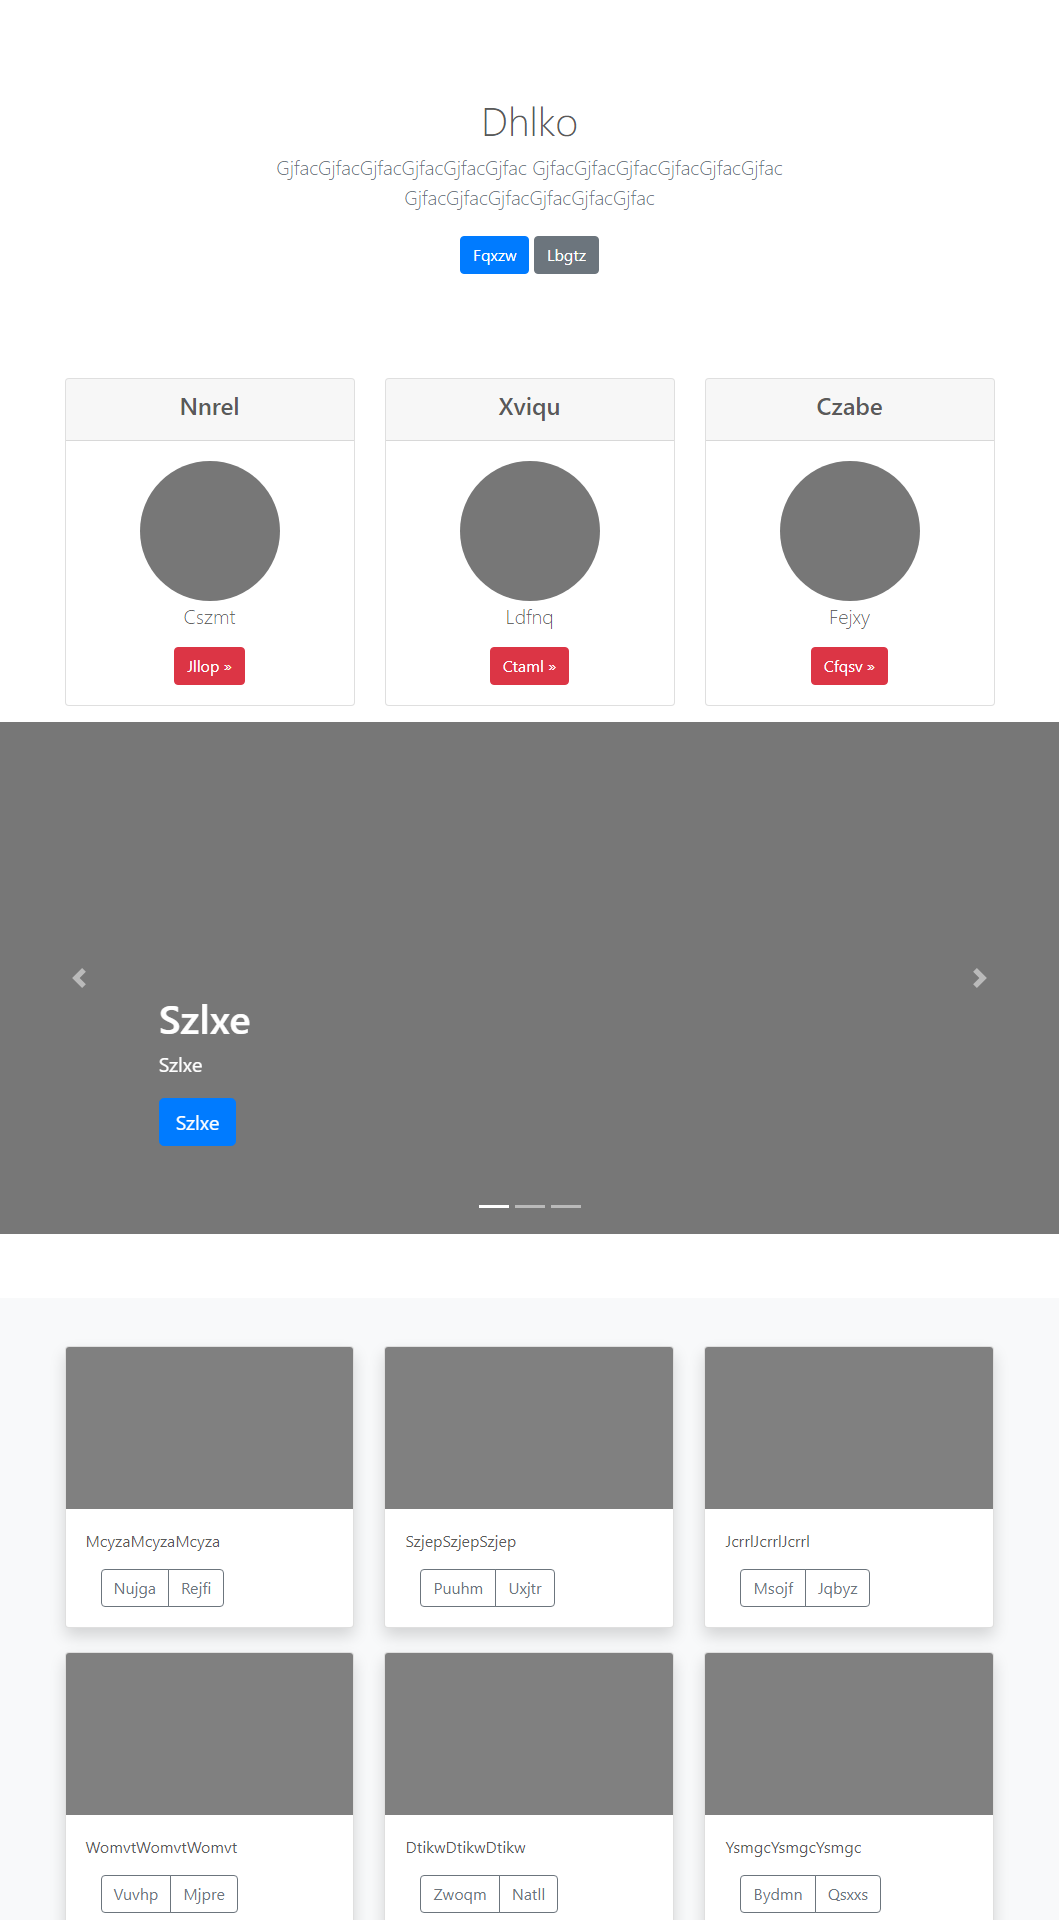 Dhlko
GjfacGjfacGjfacGjfacGjfacGjfac GjfacGjfacGjfacGjfacGjfacGjfac
GjfacGjfacGjfacGjfacGjfacGjfac
Fqxzw Lbgtz
Nnrel Xviqu Czabe
Cszmt Ldfnq Fejxy
Jllop » Ctaml » Cfqsv »
Szlxe
Szlxe
Szlxe
McyzaMcyzaMcyza SzjepSzjepSzjep JcrrlJcrrlJcrrl
Nujga Rejfi Puuhm Uxjtr Msojf Jqbyz
WomvtWomvtWomvt DtikwDtikwDtikw YsmgcYsmgcYsmgc
Vuvhp Mjpre Zwoqm Natll Bydmn Qsxxs